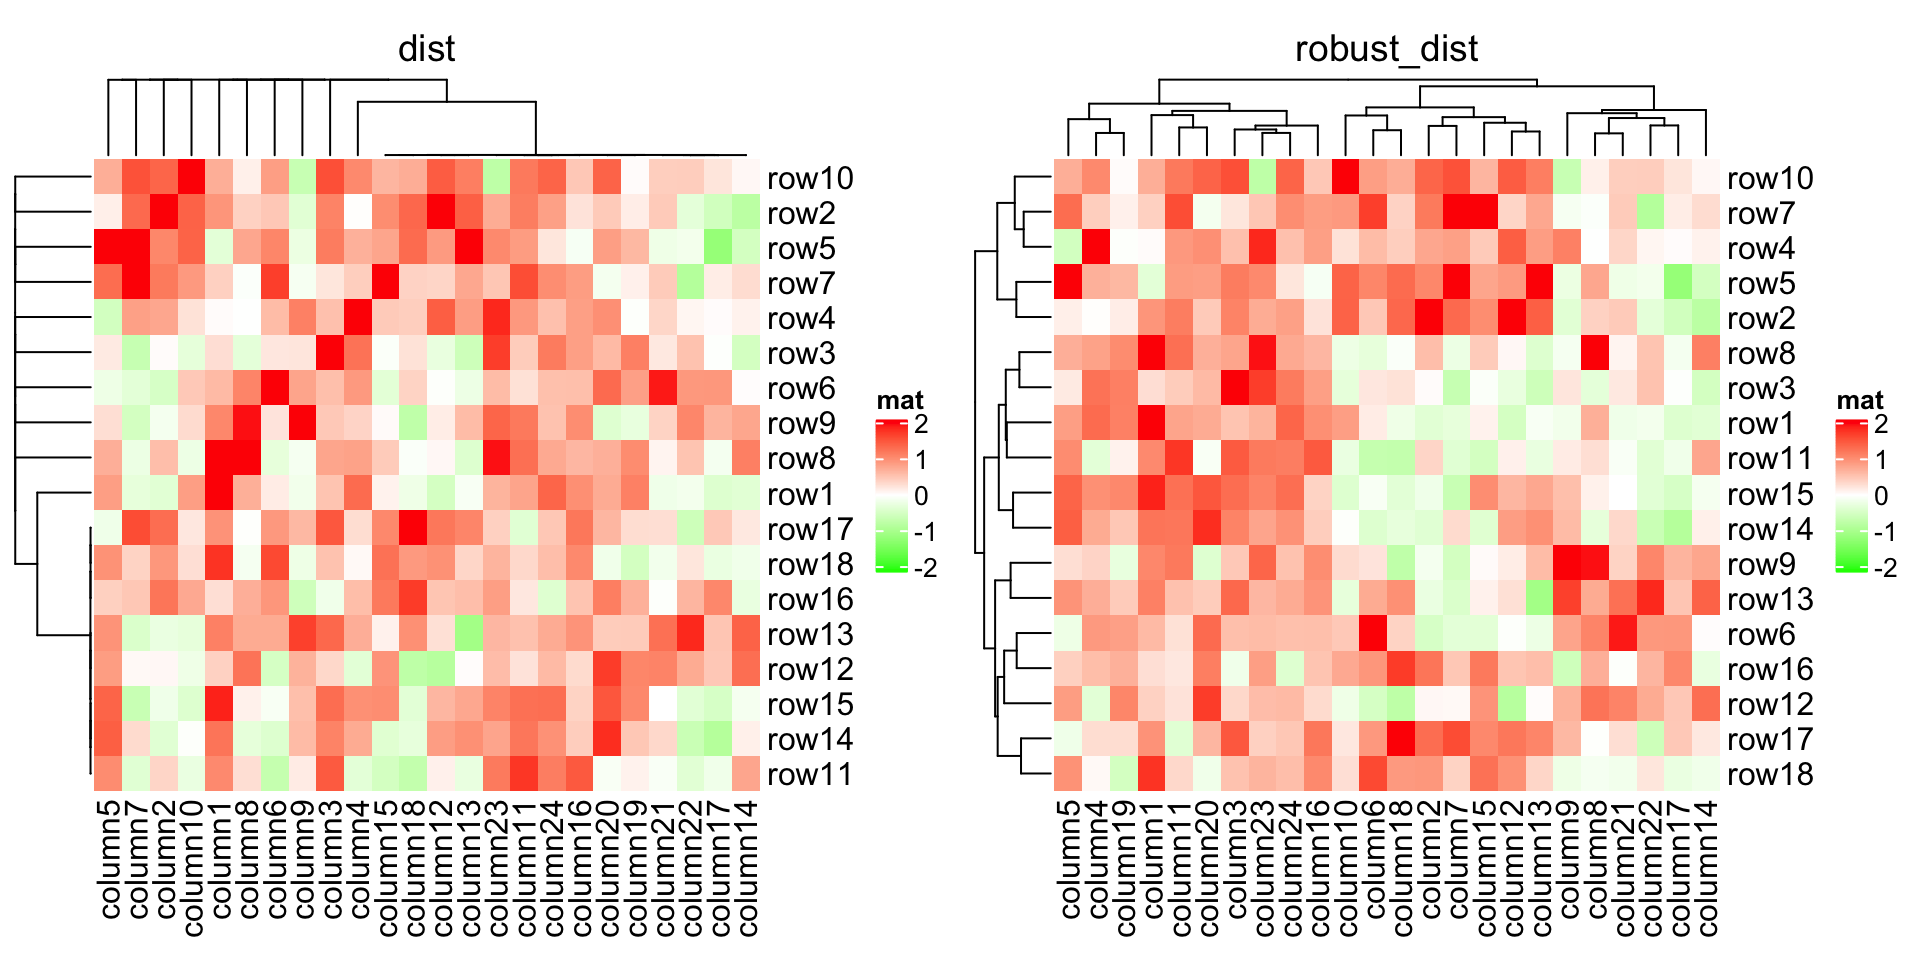 dist
row10
row2
row5
row7
row4
row3
row6
row9
row8
row1
row17
row18
row16
row13
row12
row15
row14
row11
column5
column7
column2
column10
column1
column8
column6
column9
column3
column4
column15
column18
column12
column13
column23
column11
column24
column16
column20
column19
column21
column22
column17
column14
mat
2
1
0
-1
-2
robust_dist
row10
row7
row4
row5
row2
row8
row3
row1
row11
row15
row14
row9
row13
row6
row16
row12
row17
row18
column5
column4
column19
column1
column11
column20
column3
column23
column24
column16
column10
column6
column18
column2
column7
column15
column12
column13
column9
column8
column21
column22
column17
column14
mat
2
1
0
-1
-2